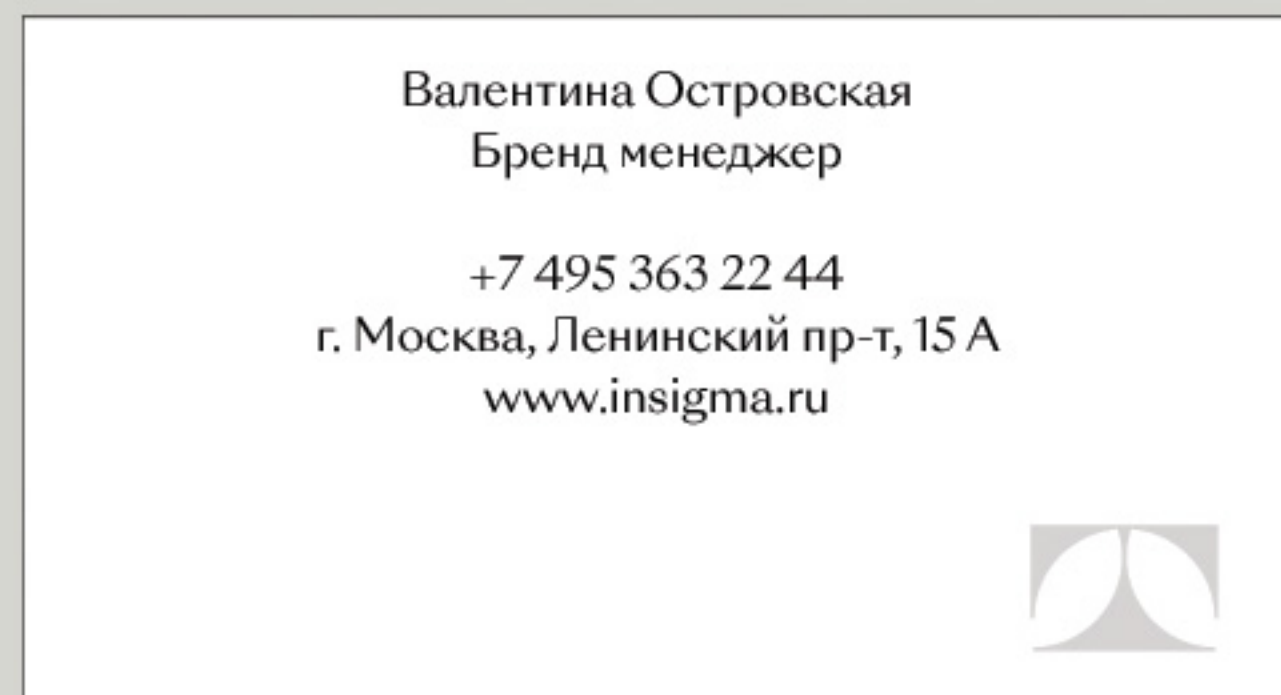 Валентина Островская
Бренд менеджер
+7 495 363 22 44
г. Москва, Ленинский пр-т, 15 А
www.insigma.ru